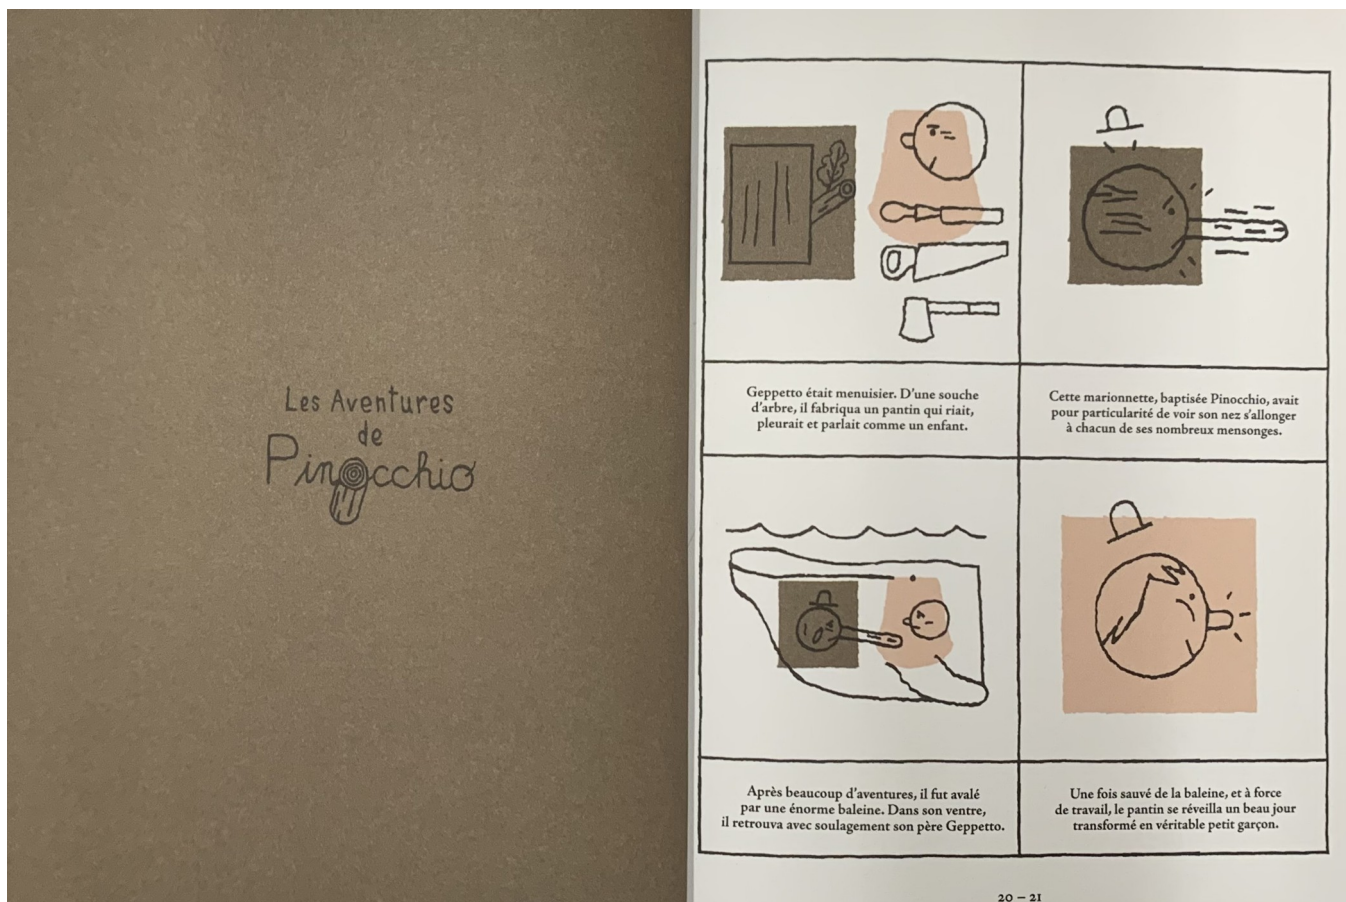 Les Aventures
de
Pinocchio
Geppetto était menuisier. D'une souche
d'arbre, il fabriqua un pantin qui riait,
pleurait et parlait comme un enfant.
Cette marionnette, baptisée Pinocchio, avait
pour particularité de voir son nez s'allonger
à chacun de ses nombreux mensonges.
Après beaucoup d'aventures, il fut avalé
par une énorme baleine. Dans son ventre,
il retrouva avec soulagement son père Geppetto.
Une fois sauvé de la baleine, et à force
de travail, le pantin se réveilla un beau jour
transformé en véritable petit garçon.
20 – 21